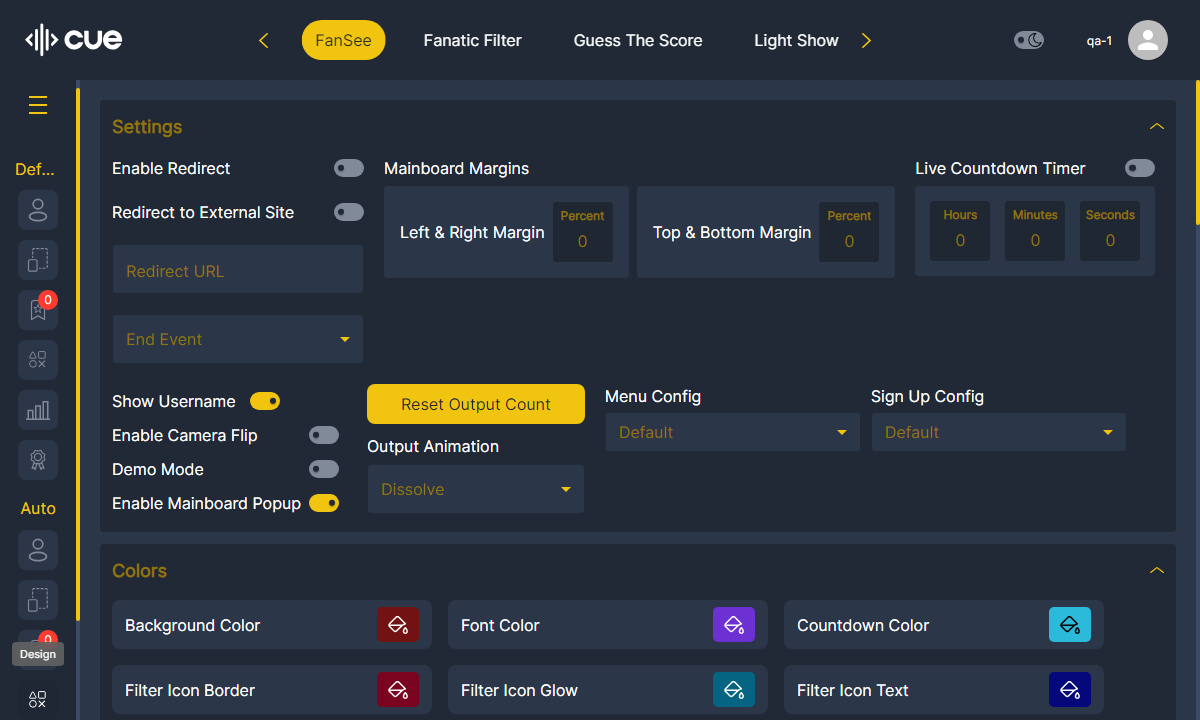 cue
FanSee
Fanatic Filter
Guess The Score
Light Show
qa-1
Def...
0
Auto
0
Design
Settings
Enable Redirect
Redirect to External Site
Redirect URL
End Event
Mainboard Margins
Left & Right Margin
Percent
0
Top & Bottom Margin
Percent
0
Live Countdown Timer
Hours
0
Minutes
0
Seconds
0
Show Username
Enable Camera Flip
Demo Mode
Enable Mainboard Popup
Reset Output Count
Output Animation
Dissolve
Menu Config
Default
Sign Up Config
Default
Colors
Background Color
Font Color
Countdown Color
Filter Icon Border
Filter Icon Glow
Filter Icon Text